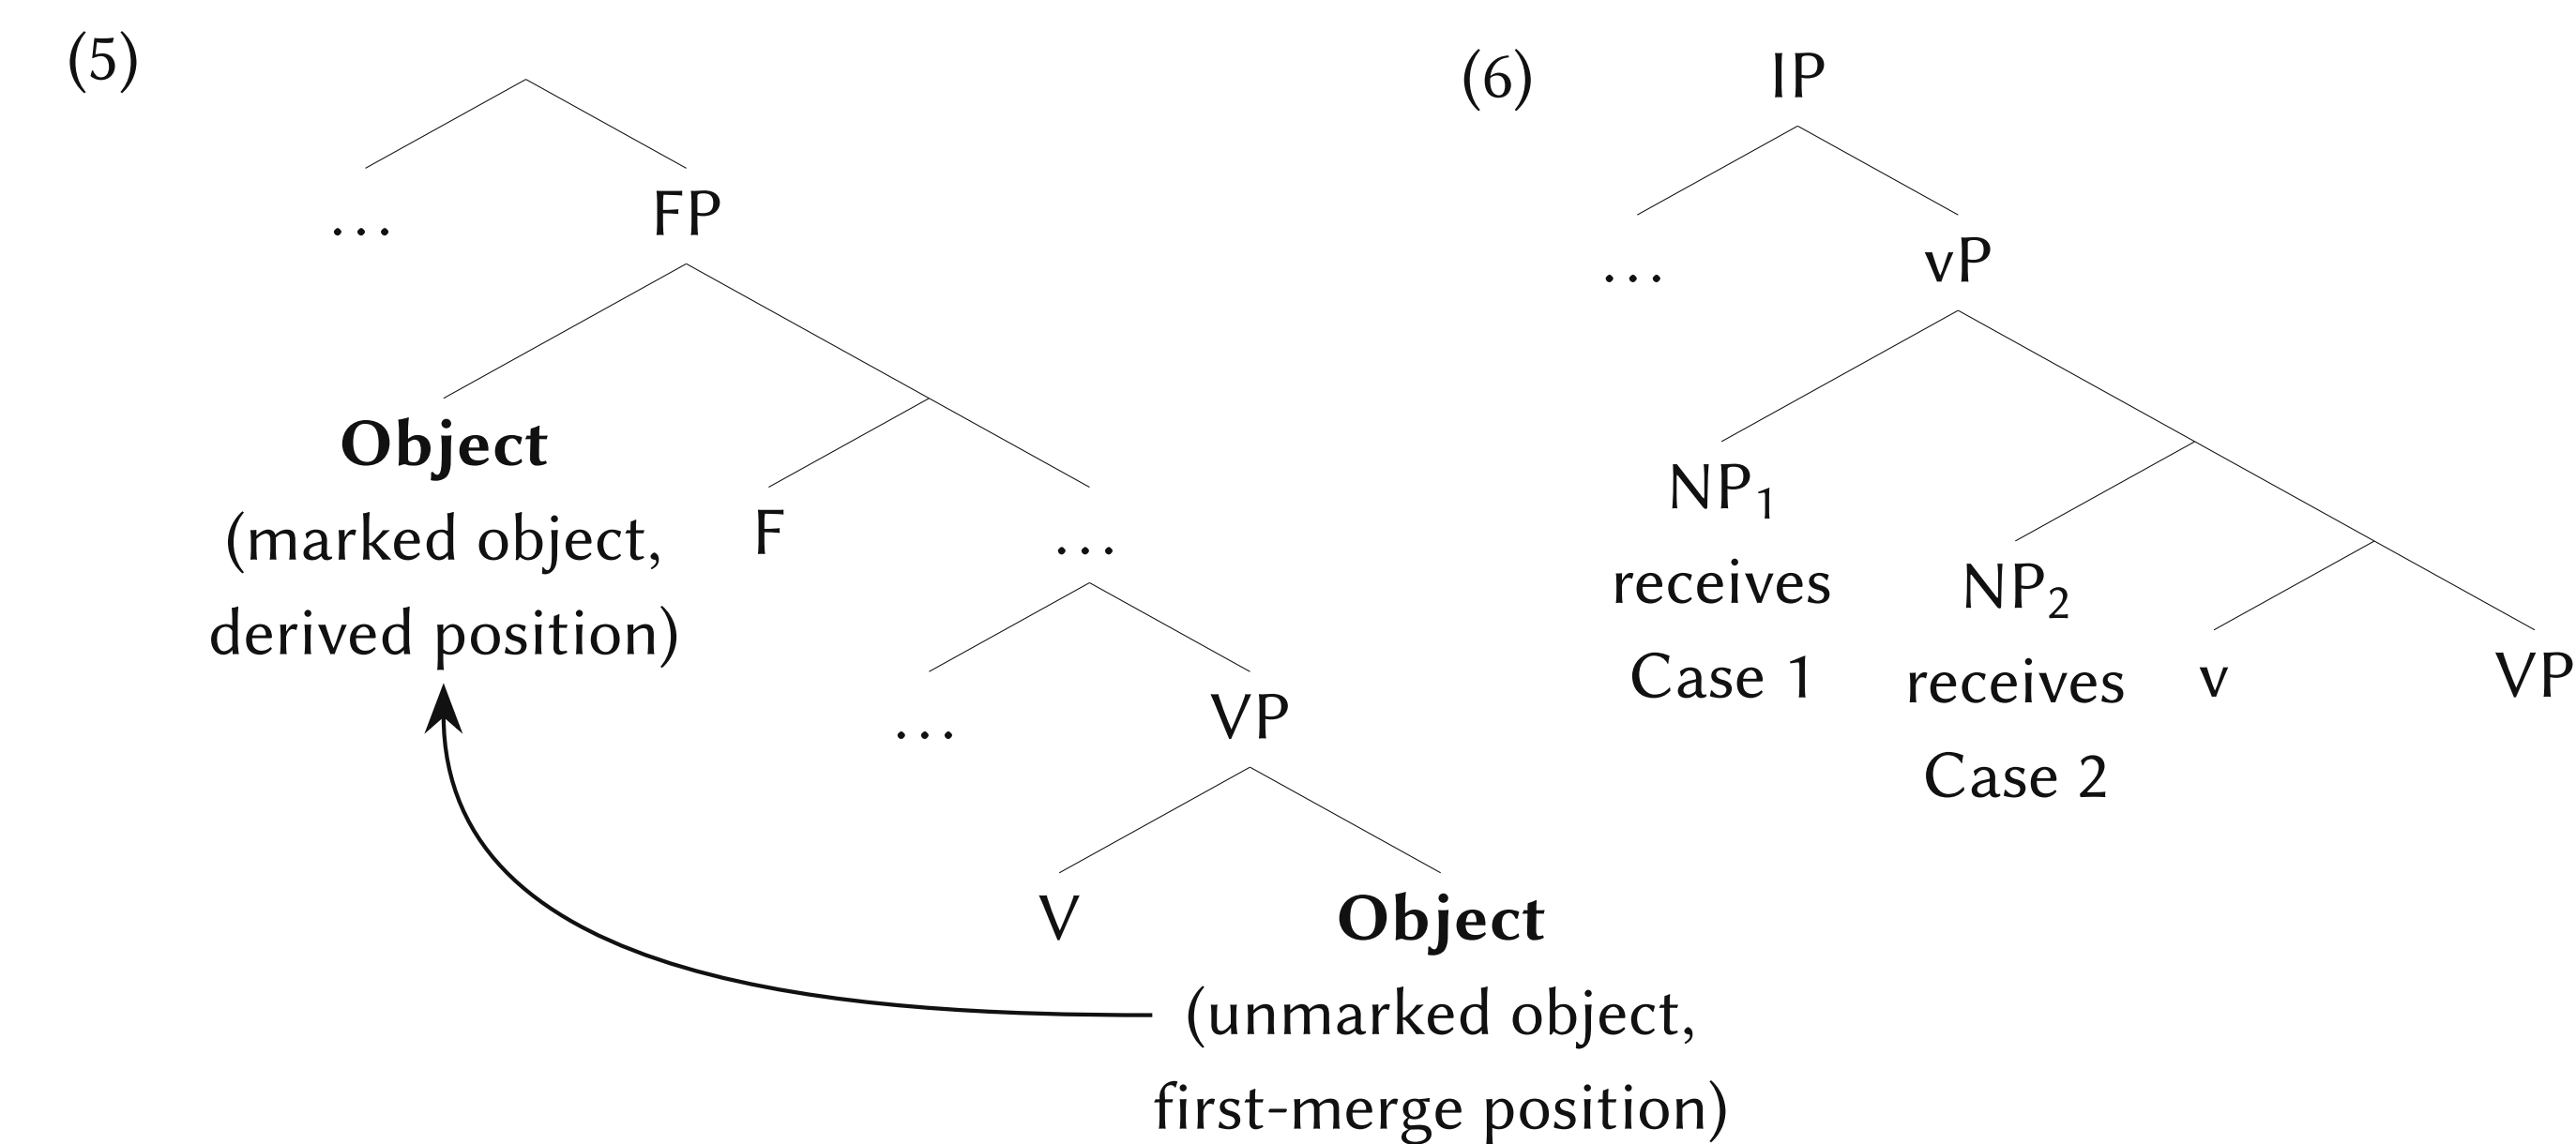 (5)
… FP
Object
(marked object,
derived position)
F …
… VP
V Object
(unmarked object,
first-merge position)
(6) IP
… vP
NP1
receives
Case 1
NP2
receives
Case 2
v VP